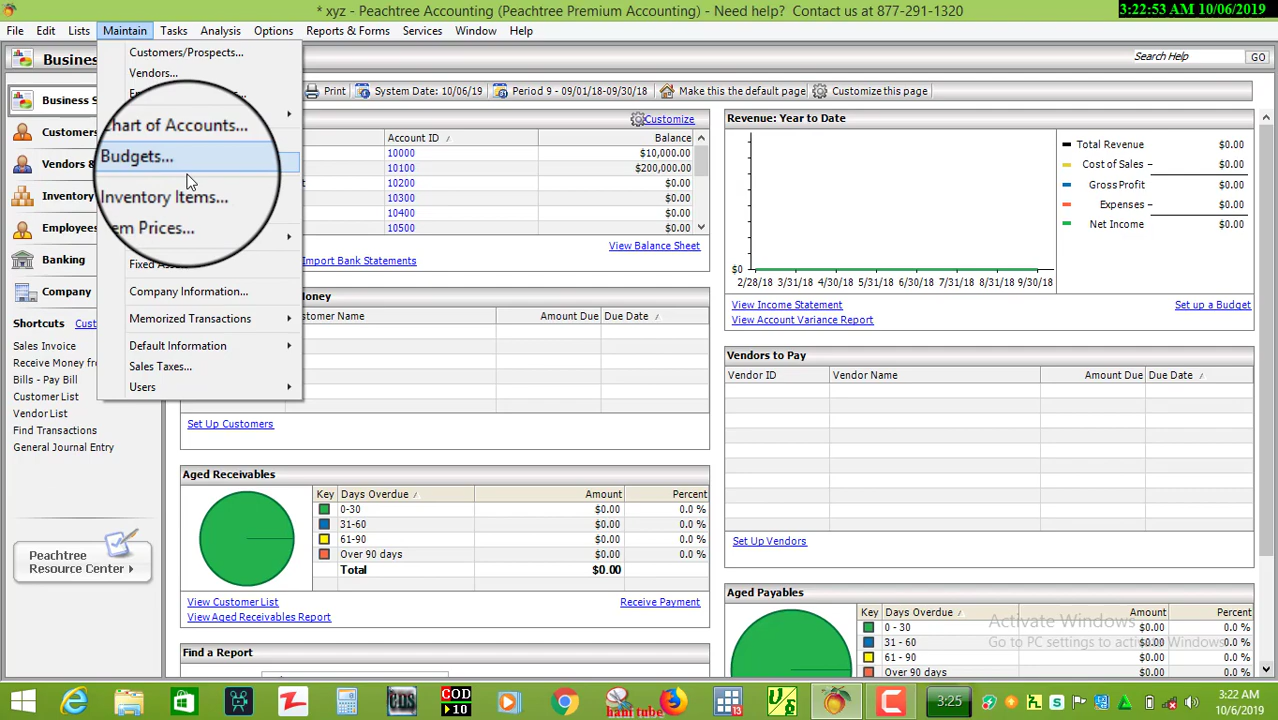 * xyz - Peachtree Accounting (Peachtree Premium Accounting) - Need help? Contact us at 877-291-1320
3:22:53 AM 10/06/2019
File Edit Lists Maintain Tasks Analysis Options Reports & Forms Services Window Help
Search Help GO
Customers/Prospects...
Vendors...
Chart of Accounts...
Budgets...
Inventory Items...
Item Prices...
Company Information...
Memorized Transactions
Default Information
Sales Taxes...
Users
Business S
Customers
Vendors &
Inventory
Employees
Banking
Company
Shortcuts Cust
Sales Invoice
Receive Money fr
Bills - Pay Bill
Customer List
Vendor List
Find Transactions
General Journal Entry
Peachtree
Resource Center
Print System Date: 10/06/19 Period 9 - 09/01/18-09/30/18 Make this the default page Customize this page
Customize
Account ID Balance
10000 $10,000.00
10100 $200,000.00
10200 $0.00
10300 $0.00
10400 $0.00
10500 $0.00
View Balance Sheet
Import Bank Statements
Money
Customer Name Amount Due Due Date
Set Up Customers
Aged Receivables
Key Days Overdue Amount Percent
0-30 $0.00 0.0 %
31-60 $0.00 0.0 %
61-90 $0.00 0.0 %
Over 90 days $0.00 0.0 %
Total $0.00
View Customer List Receive Payment
View Aged Receivables Report
Find a Report
Revenue: Year to Date
$0
2/28/18 3/31/18 4/30/18 5/31/18 6/30/18 7/31/18 8/31/18 9/30/18
Total Revenue $0.00
Cost of Sales – $0.00
Gross Profit $0.00
Expenses – $0.00
Net Income $0.00
View Income Statement Set up a Budget
View Account Variance Report
Vendors to Pay
Vendor ID Vendor Name Amount Due Due Date
Set Up Vendors
Aged Payables
Key Days Overdue Amount Percent
0 - 30 $0.00 0.0 %
31 - 60 $0.00 0.0 %
61 - 90 $0.00 0.0 %
Over 90 days $0.00 0.0 %
Activate Windows
Go to PC settings to activate Windows.
COD
10
hani tube
13
3:25
3:22 AM
10/6/2019